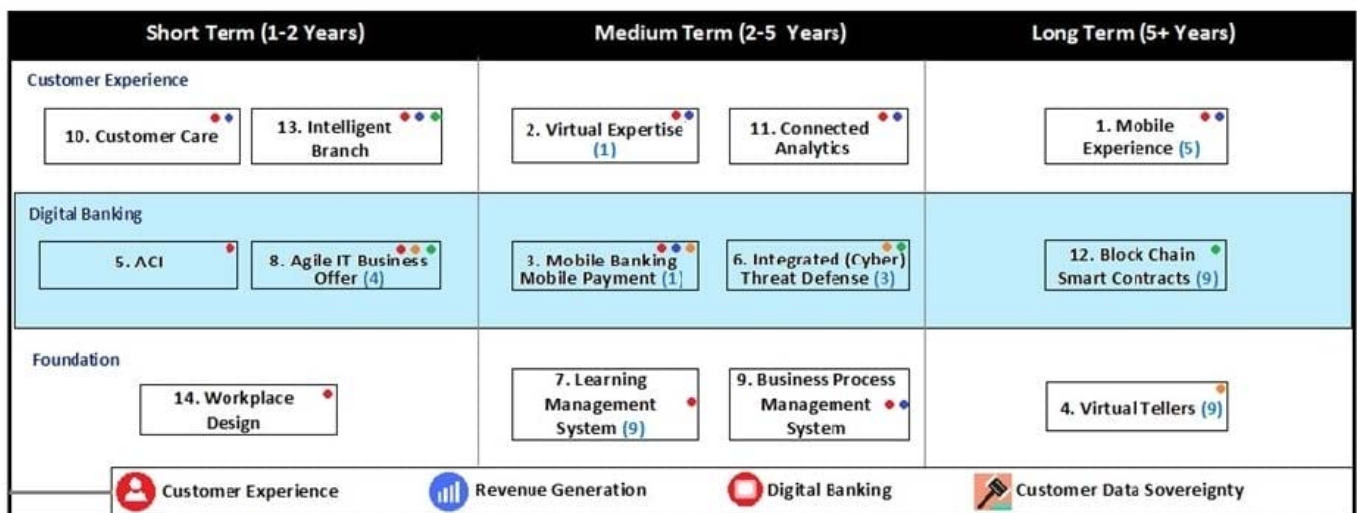 Short Term (1-2 Years)
Medium Term (2-5 Years)
Long Term (5+ Years)
Customer Experience
10. Customer Care
13. Intelligent
Branch
2. Virtual Expertise
(1)
11. Connected
Analytics
1. Mobile
Experience (5)
Digital Banking
5. ACI
8. Agile IT Business
Offer (4)
3. Mobile Banking
Mobile Payment (1)
6. Integrated (Cyber)
Threat Defense (3)
12. Block Chain
Smart Contracts (9)
Foundation
14. Workplace
Design
7. Learning
Management
System (9)
9. Business Process
Management
System
4. Virtual Tellers (9)
Customer Experience
Revenue Generation
Digital Banking
Customer Data Sovereignty